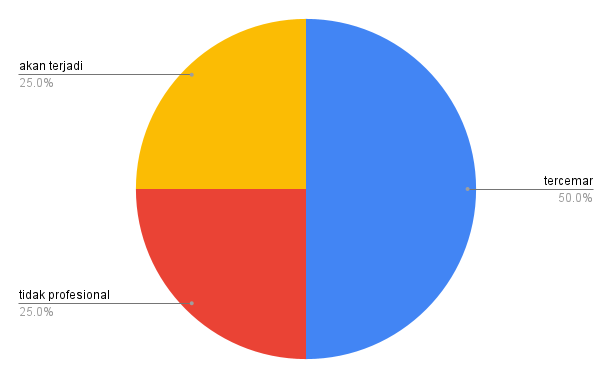 akan terjadi
25.0%
tercemar
50.0%
tidak profesional
25.0%